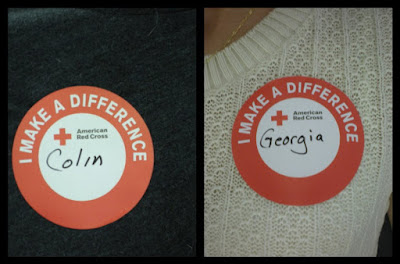 I MAKE A DIFFERENCE
American
Red Cross
Colin
I MAKE A DIFFERENCE
American
Red Cross
Georgia